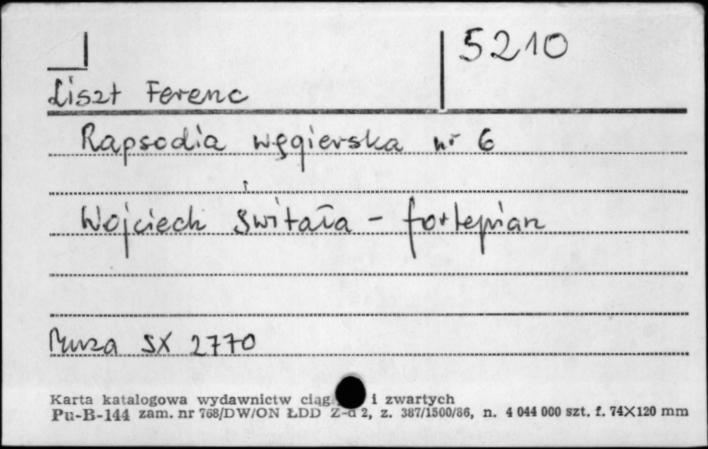 5210
Liszt Ferenc
Rapsodia węgierska nr 6
Wojciech Świtała - fortepian
Muza SX 2770
Karta katalogowa wydawnictw ciąg i zwartych
Pu-B-144 zam. nr 768/DW/ON ŁDD Z-d 2, z. 387/1500/86, n. 4 044 000 szt. f. 74X120 mm